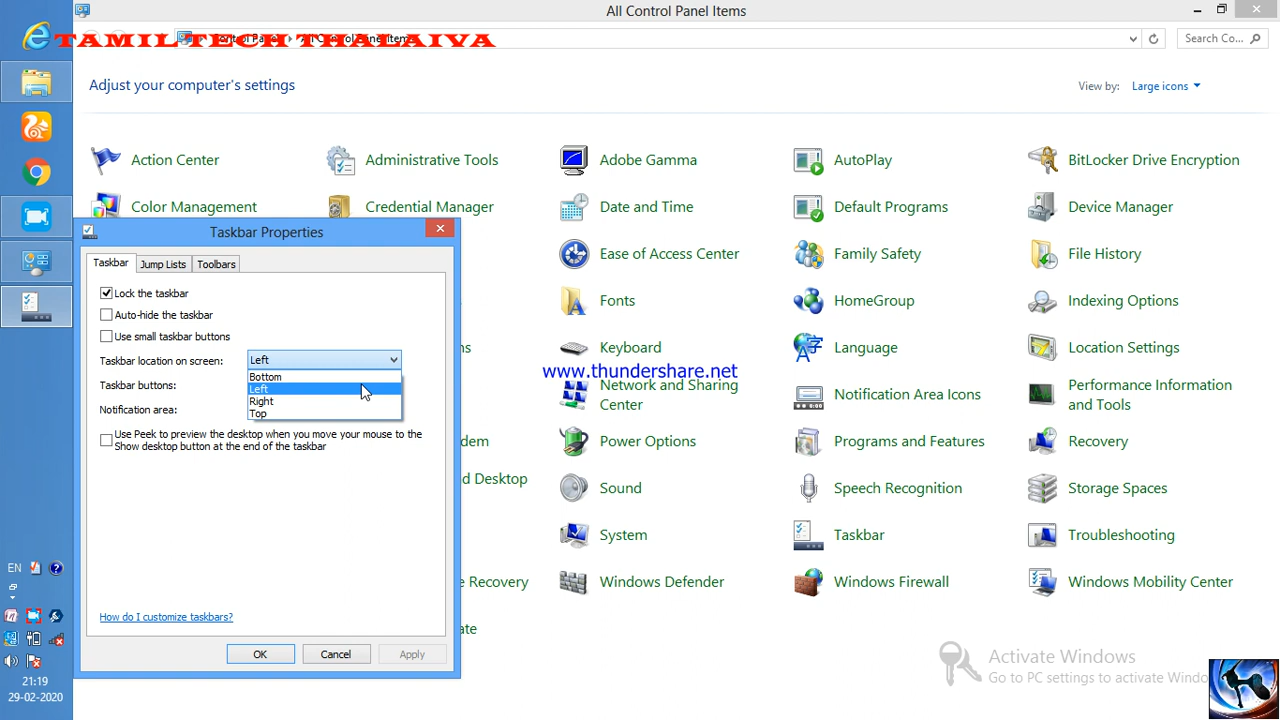 All Control Panel Items
TAMIL TECH THALAIVA
Search Co...
Adjust your computer's settings
View by: Large icons
Action Center
Administrative Tools
Adobe Gamma
AutoPlay
BitLocker Drive Encryption
Color Management
Credential Manager
Date and Time
Default Programs
Device Manager
Taskbar Properties
Ease of Access Center
Family Safety
File History
Taskbar
Jump Lists
Toolbars
Lock the taskbar
Auto-hide the taskbar
Use small taskbar buttons
Taskbar location on screen:
Left
Bottom
Left
Right
Top
Taskbar buttons:
Notification area:
Use Peek to preview the desktop when you move your mouse to the
Show desktop button at the end of the taskbar
How do I customize taskbars?
OK
Cancel
Apply
Fonts
HomeGroup
Indexing Options
ns
Keyboard
Language
Location Settings
www.thundershare.net
Network and Sharing
Center
Notification Area Icons
Performance Information
and Tools
dem
Power Options
Programs and Features
Recovery
d Desktop
Sound
Speech Recognition
Storage Spaces
System
Taskbar
Troubleshooting
e Recovery
Windows Defender
Windows Firewall
Windows Mobility Center
ate
Activate Windows
Go to PC settings to activate Windo
EN
21:19
29-02-2020